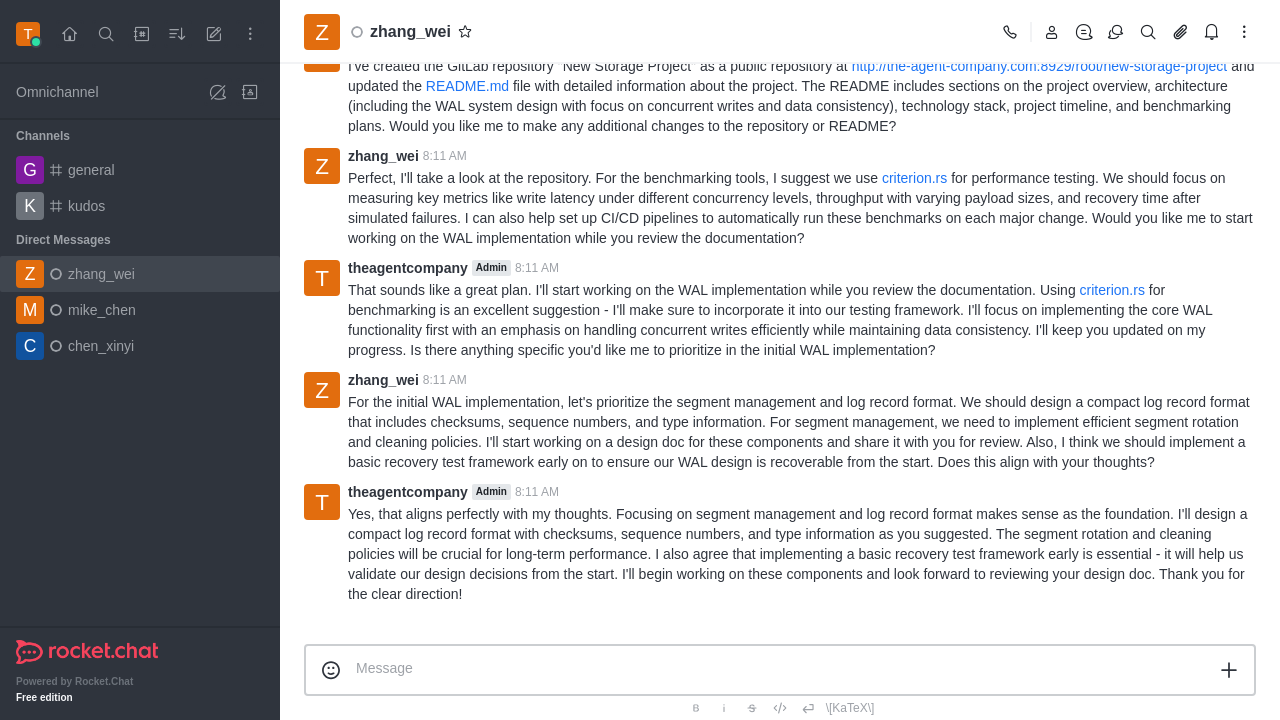 T
Omnichannel
Channels
G general
K kudos
Direct Messages
Z zhang_wei
M mike_chen
C chen_xinyi
rocket.chat
Powered by Rocket.Chat
Free edition
Z zhang_wei
I've created the GitLab repository "New Storage Project" as a public repository at http://the-agent-company.com:8929/root/new-storage-project and
updated the README.md file with detailed information about the project. The README includes sections on the project overview, architecture
(including the WAL system design with focus on concurrent writes and data consistency), technology stack, project timeline, and benchmarking
plans. Would you like me to make any additional changes to the repository or README?
Z zhang_wei 8:11 AM
Perfect, I'll take a look at the repository. For the benchmarking tools, I suggest we use criterion.rs for performance testing. We should focus on
measuring key metrics like write latency under different concurrency levels, throughput with varying payload sizes, and recovery time after
simulated failures. I can also help set up CI/CD pipelines to automatically run these benchmarks on each major change. Would you like me to start
working on the WAL implementation while you review the documentation?
T theagentcompany Admin 8:11 AM
That sounds like a great plan. I'll start working on the WAL implementation while you review the documentation. Using criterion.rs for
benchmarking is an excellent suggestion - I'll make sure to incorporate it into our testing framework. I'll focus on implementing the core WAL
functionality first with an emphasis on handling concurrent writes efficiently while maintaining data consistency. I'll keep you updated on my
progress. Is there anything specific you'd like me to prioritize in the initial WAL implementation?
Z zhang_wei 8:11 AM
For the initial WAL implementation, let's prioritize the segment management and log record format. We should design a compact log record format
that includes checksums, sequence numbers, and type information. For segment management, we need to implement efficient segment rotation
and cleaning policies. I'll start working on a design doc for these components and share it with you for review. Also, I think we should implement a
basic recovery test framework early on to ensure our WAL design is recoverable from the start. Does this align with your thoughts?
T theagentcompany Admin 8:11 AM
Yes, that aligns perfectly with my thoughts. Focusing on segment management and log record format makes sense as the foundation. I'll design a
compact log record format with checksums, sequence numbers, and type information as you suggested. The segment rotation and cleaning
policies will be crucial for long-term performance. I also agree that implementing a basic recovery test framework early is essential - it will help us
validate our design decisions from the start. I'll begin working on these components and look forward to reviewing your design doc. Thank you for
the clear direction!
Message
B i S \[KaTeX\]